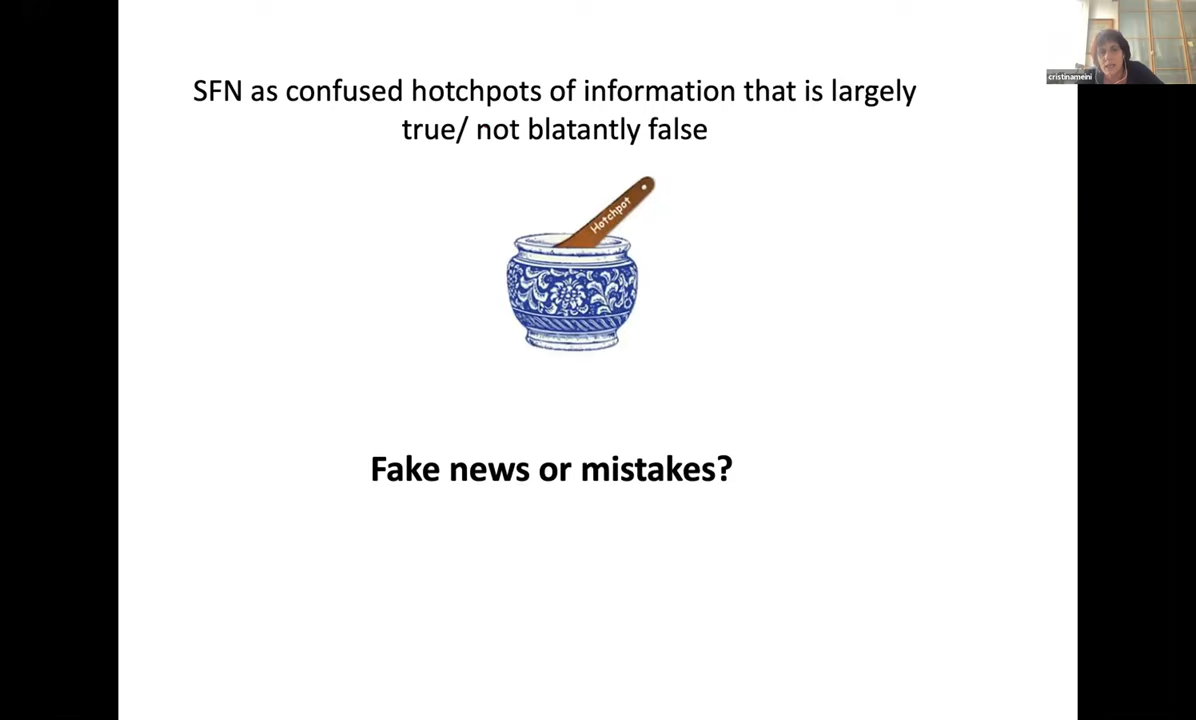 SFN as confused hotchpots of information that is largely
true/ not blatantly false
Hotchpot
Fake news or mistakes?
cristinameini